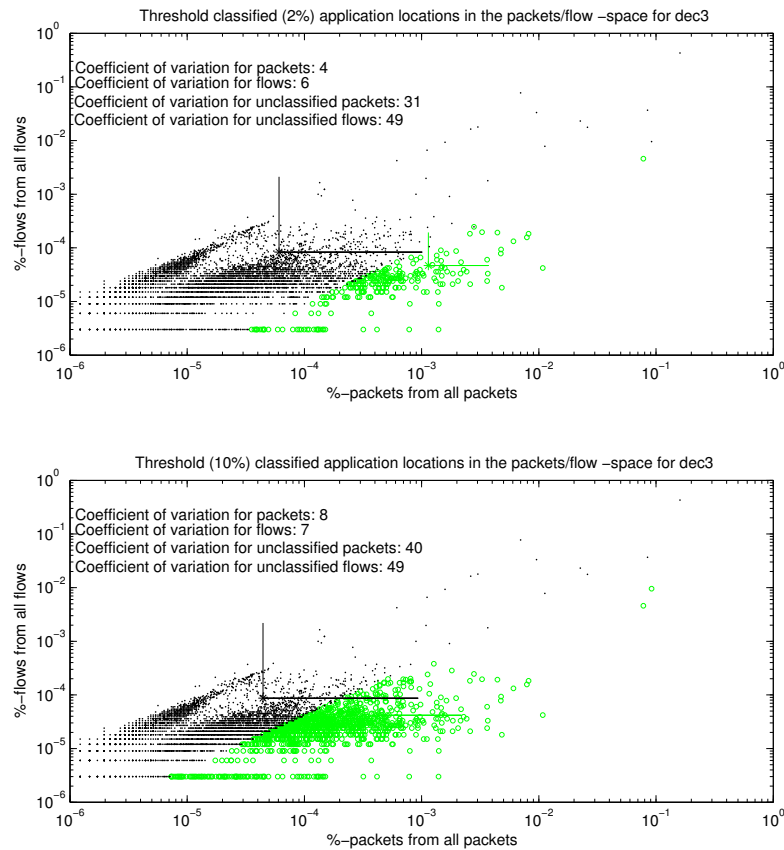 Threshold classified (2%) application locations in the packets/flow −space for dec3
10^0
Coefficient of variation for packets: 4
Coefficient of variation for flows: 6
10^−1
Coefficient of variation for unclassified packets: 31
Coefficient of variation for unclassified flows: 49
10^−2
10^−3
10^−4
10^−5
10^−6
%−flows from all flows
10^−6 10^−5 10^−4 10^−3 10^−2 10^−1 10^0
%−packets from all packets
Threshold (10%) classified application locations in the packets/flow −space for dec3
10^0
Coefficient of variation for packets: 8
Coefficient of variation for flows: 7
10^−1
Coefficient of variation for unclassified packets: 40
Coefficient of variation for unclassified flows: 49
10^−2
10^−3
10^−4
10^−5
10^−6
%−flows from all flows
10^−6 10^−5 10^−4 10^−3 10^−2 10^−1 10^0
%−packets from all packets